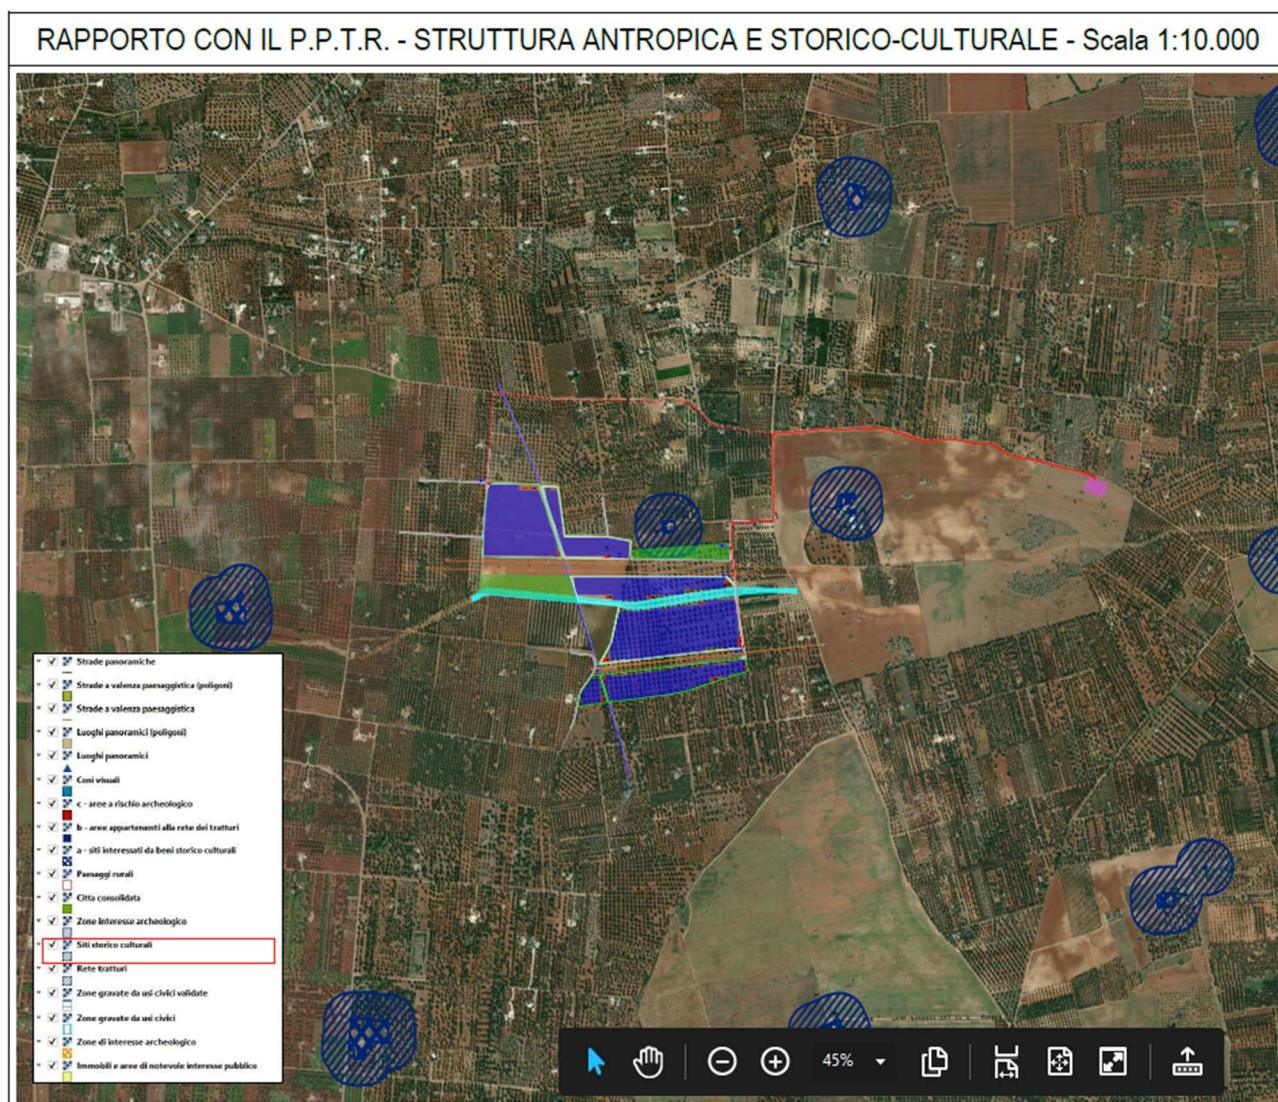 RAPPORTO CON IL P.P.T.R. - STRUTTURA ANTROPICA E STORICO-CULTURALE - Scala 1:10.000
Strade panoramiche
Strade a valenza paesaggistica (poligoni)
Strade a valenza paesaggistica
Luoghi panoramici (poligoni)
Luoghi panoramici
Coni visuali
c - aree a rischio archeologico
b - aree appartenenti alla rete dei tratturi
a - siti interessati da beni storico culturali
Paesaggi rurali
Citta consolidata
Zone interesse archeologico
Siti storico culturali
Rete tratturi
Zone gravate da usi civici validate
Zone gravate da usi civici
Zone di interesse archeologico
Immobili e aree di notevole interesse pubblico
45%